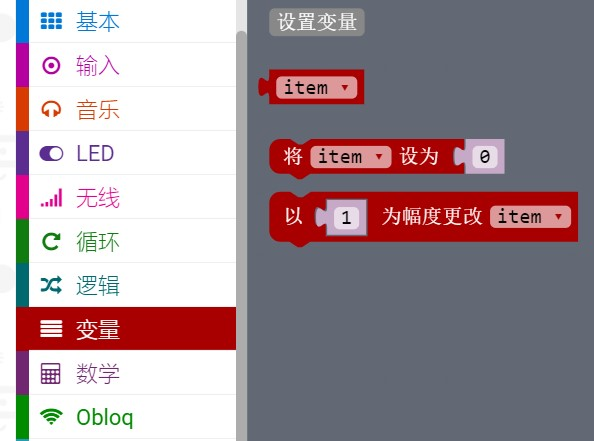 基本
输入
音乐
LED
无线
循环
逻辑
变量
数学
Obloq
设置变量
item
将 item 设为 0
以 1 为幅度更改 item